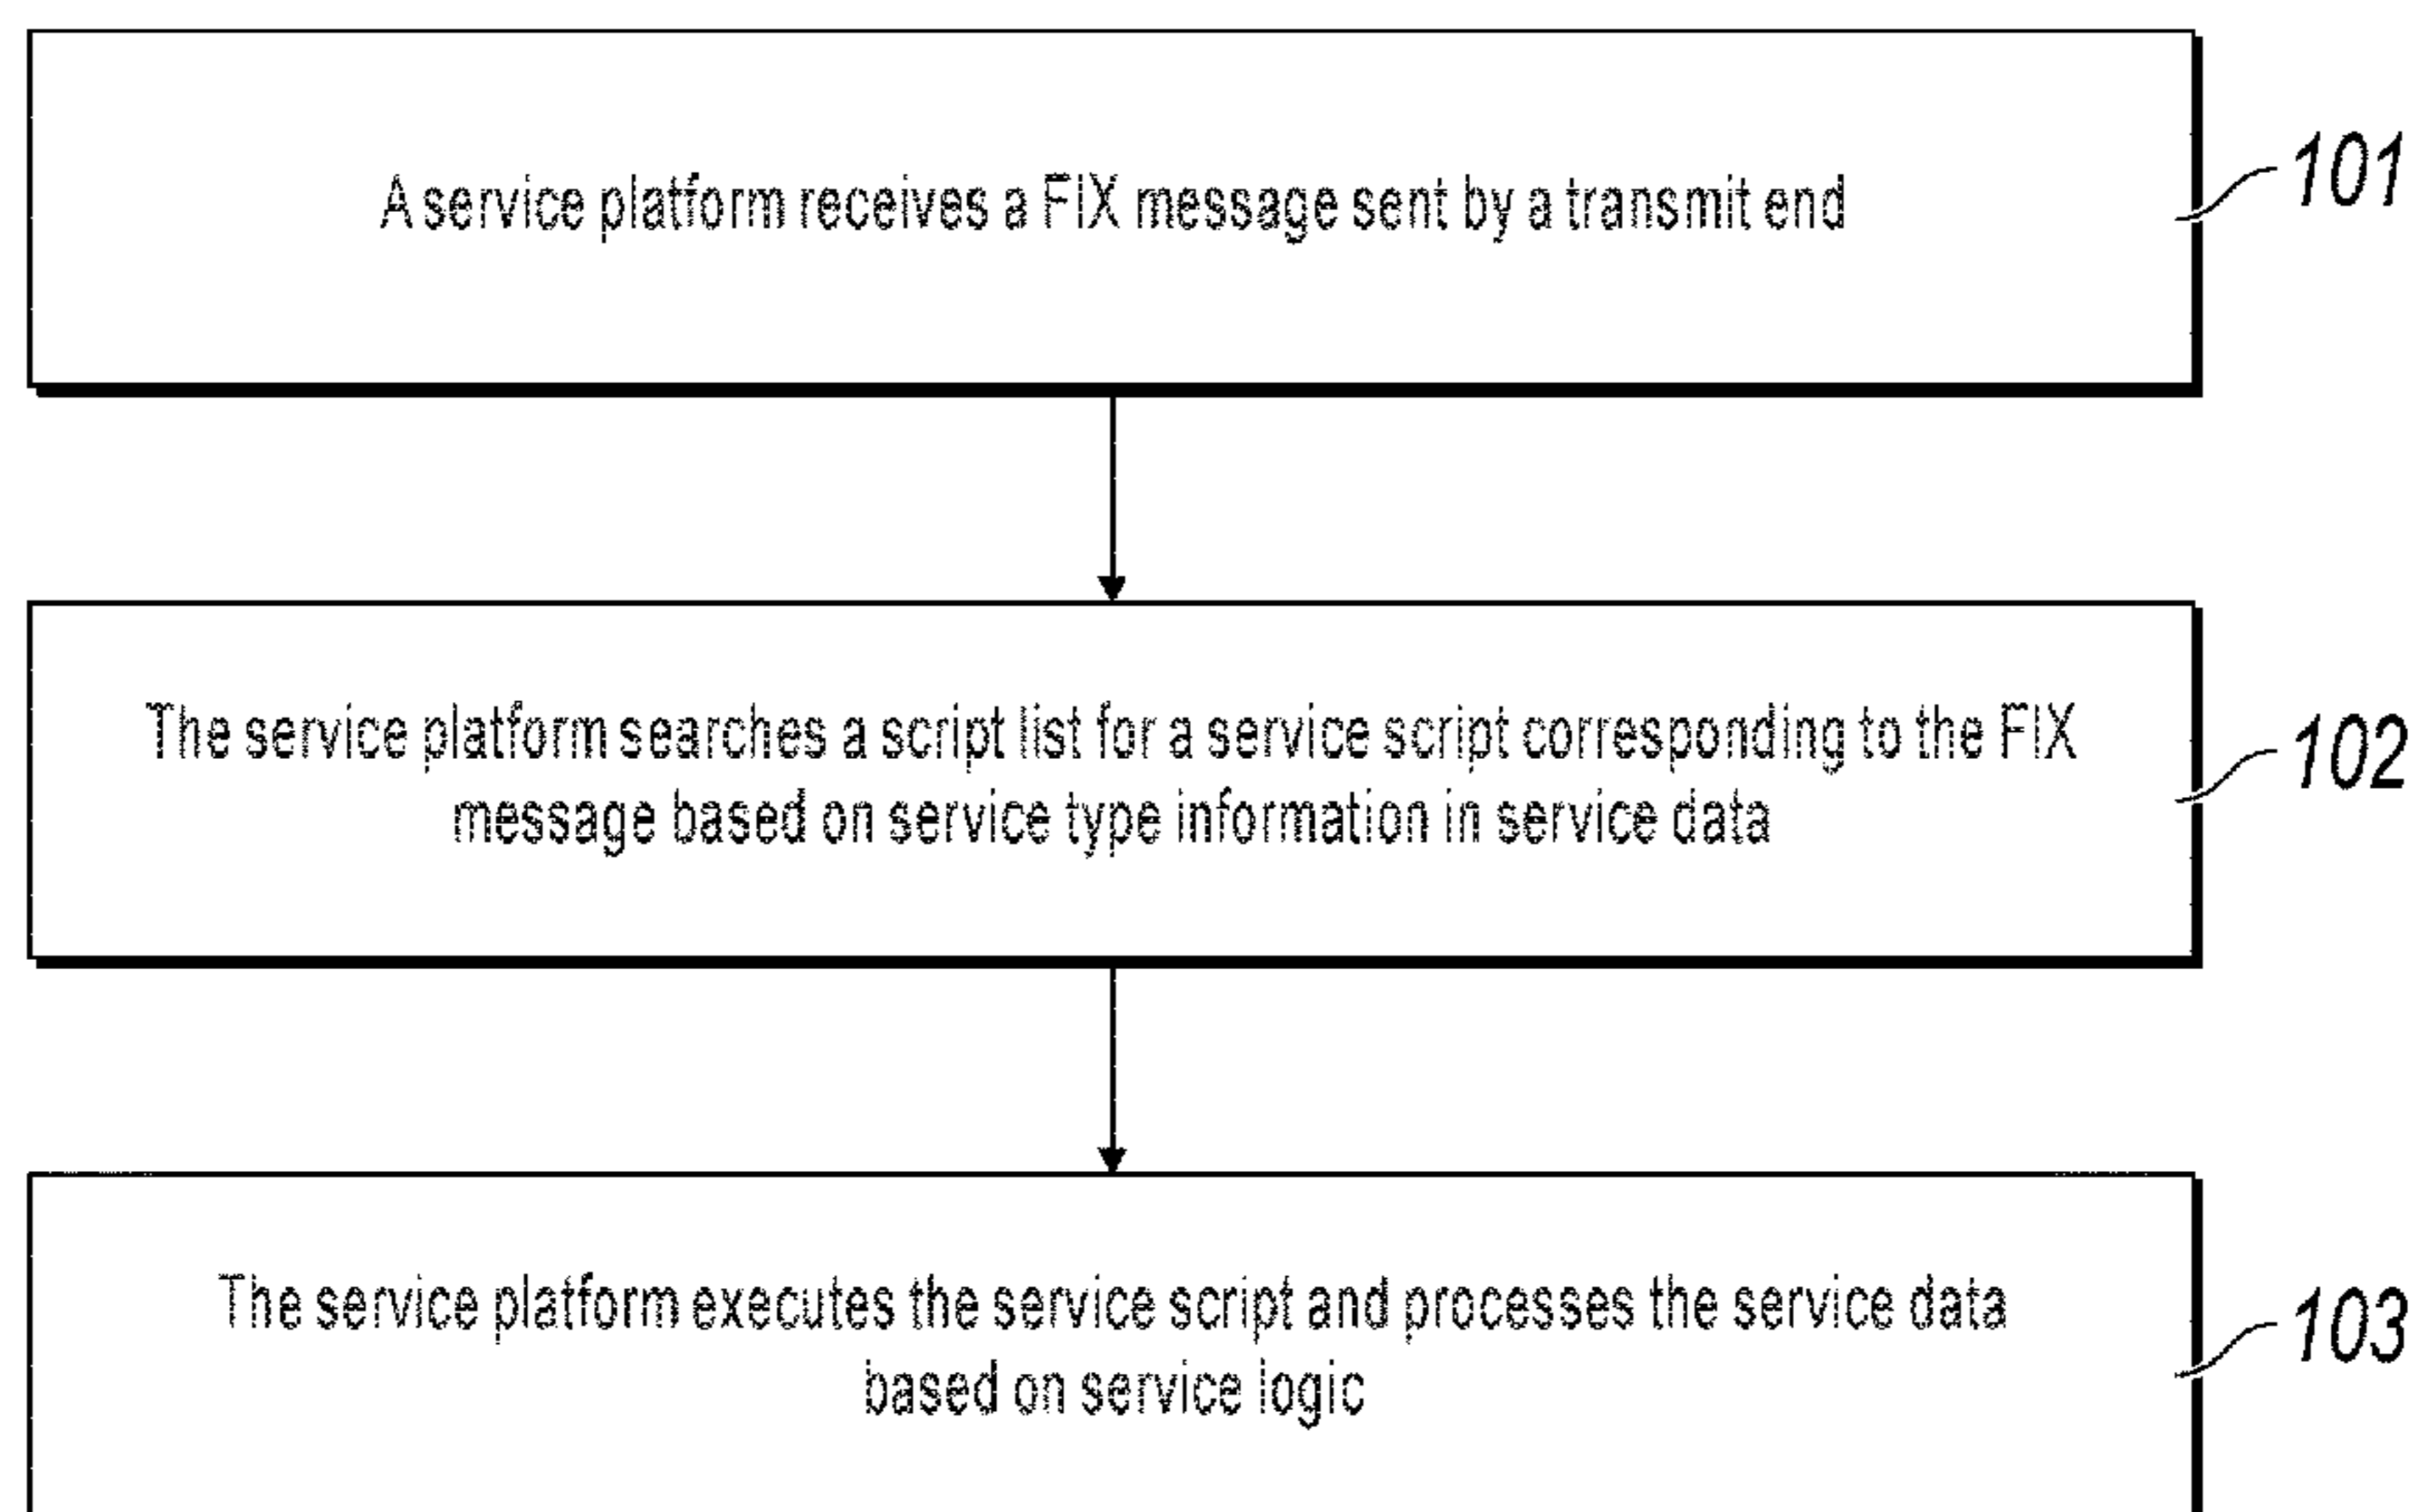 A service platform receives a FIX message sent by a transmit end
101
The service platform searches a script list for a service script corresponding to the FIX
message based on service type information in service data
102
The service platform executes the service script and processes the service data
based on service logic
103